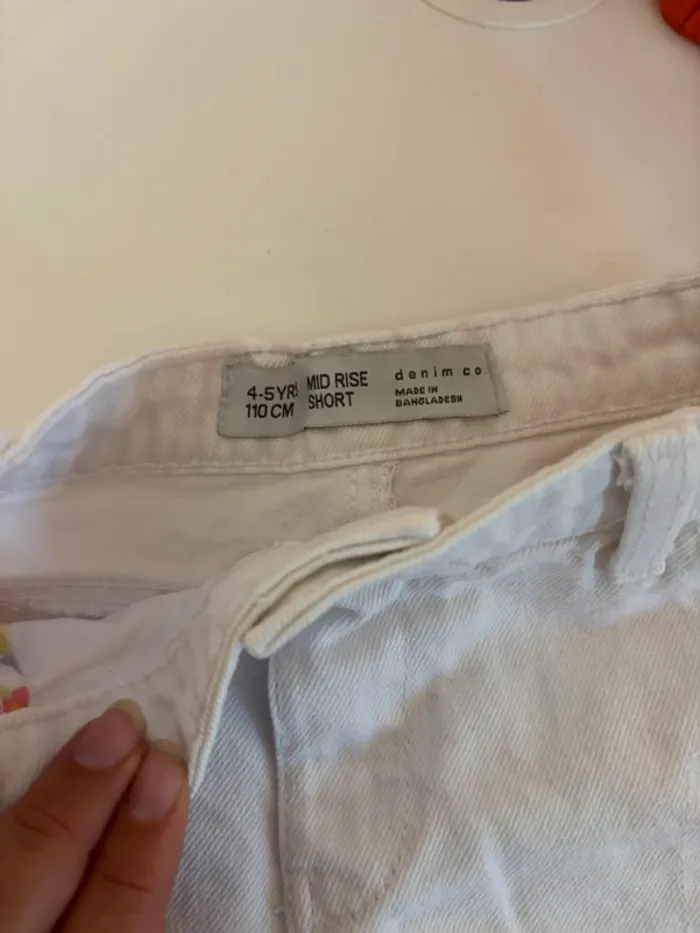 4-5YRS
110 CM
MID RISE
SHORT
denim co
MADE IN
BANGLADESH